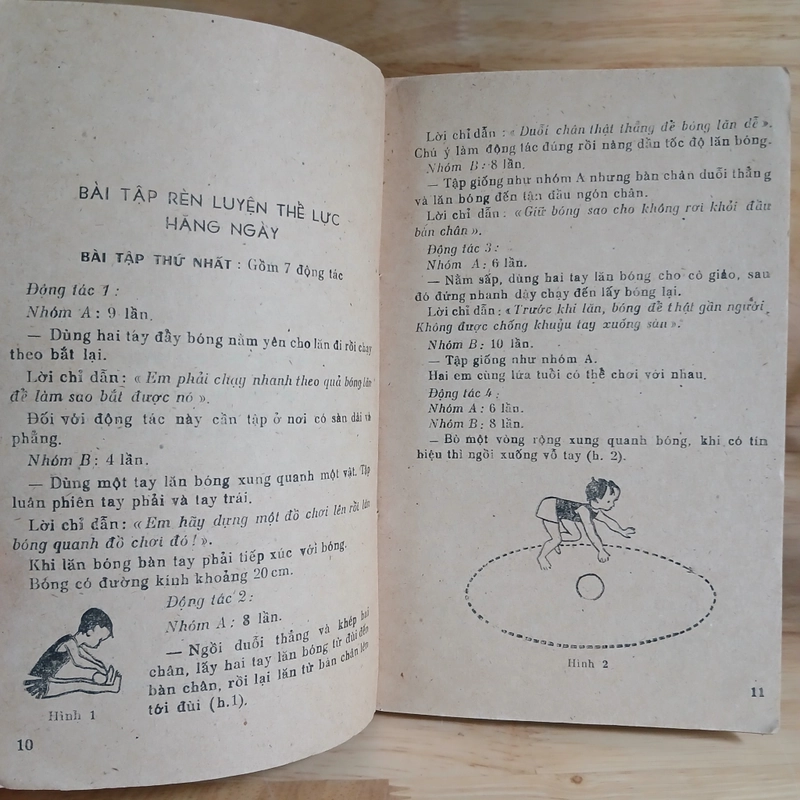 BÀI TẬP RÈN LUYỆN THỂ LỰC
HÀNG NGÀY
BÀI TẬP THỨ NHẤT : Gồm 7 động tác
Động tác 1 :
Nhóm A : 9 lần.
— Dùng hai tay đẩy bóng nằm yên cho lăn đi rồi chạy
theo bắt lại.
Lời chỉ dẫn : « Em phải chạy nhanh theo quả bóng lăn
để làm sao bắt được nó ».
Đối với động tác này cần tập ở nơi có sàn dài và
phẳng.
Nhóm B : 4 lần.
— Dùng một tay lăn bóng xung quanh một vật. Tập
luân phiên tay phải và tay trái.
Lời chỉ dẫn : « Em hãy dựng một đồ chơi lên rồi lăn
bóng quanh đồ chơi đó ! ».
Khi lăn bóng bàn tay phải tiếp xúc với bóng.
Bóng có đường kính khoảng 20 cm.
Động tác 2 :
Nhóm A : 8 lần.
— Ngồi duỗi thẳng và khép hai
chân, lấy hai tay lăn bóng từ đùi đến
bàn chân, rồi lại lăn từ bàn chân lên
tới đùi (h.1).
Hình 1
10
Lời chỉ dẫn : « Duỗi chân thật thẳng để bóng lăn dễ ».
Chú ý làm động tác đúng rồi nâng dần tốc độ lăn bóng.
Nhóm B : 8 lần.
— Tập giống như nhóm A nhưng bàn chân duỗi thẳng
và lăn bóng đến tận đầu ngón chân.
Lời chỉ dẫn : « Giữ bóng sao cho không rơi khỏi đầu
bàn chân ».
Động tác 3 :
Nhóm A : 6 lần.
— Nằm sấp, dùng hai tay lăn bóng cho cô giáo, sau
đó đứng nhanh dậy chạy đến lấy bóng lại.
Lời chỉ dẫn : « Trước khi lăn, bóng để thật gần người.
Không được chống khuỷu tay xuống sàn ».
Nhóm B : 10 lần.
— Tập giống như nhóm A.
Hai em cùng lứa tuổi có thể chơi với nhau.
Động tác 4 :
Nhóm A : 6 lần.
Nhóm B : 8 lần.
— Bò một vòng rộng xung quanh bóng, khi có tín
hiệu thì ngồi xuống vỗ tay (h. 2).
Hình 2
11